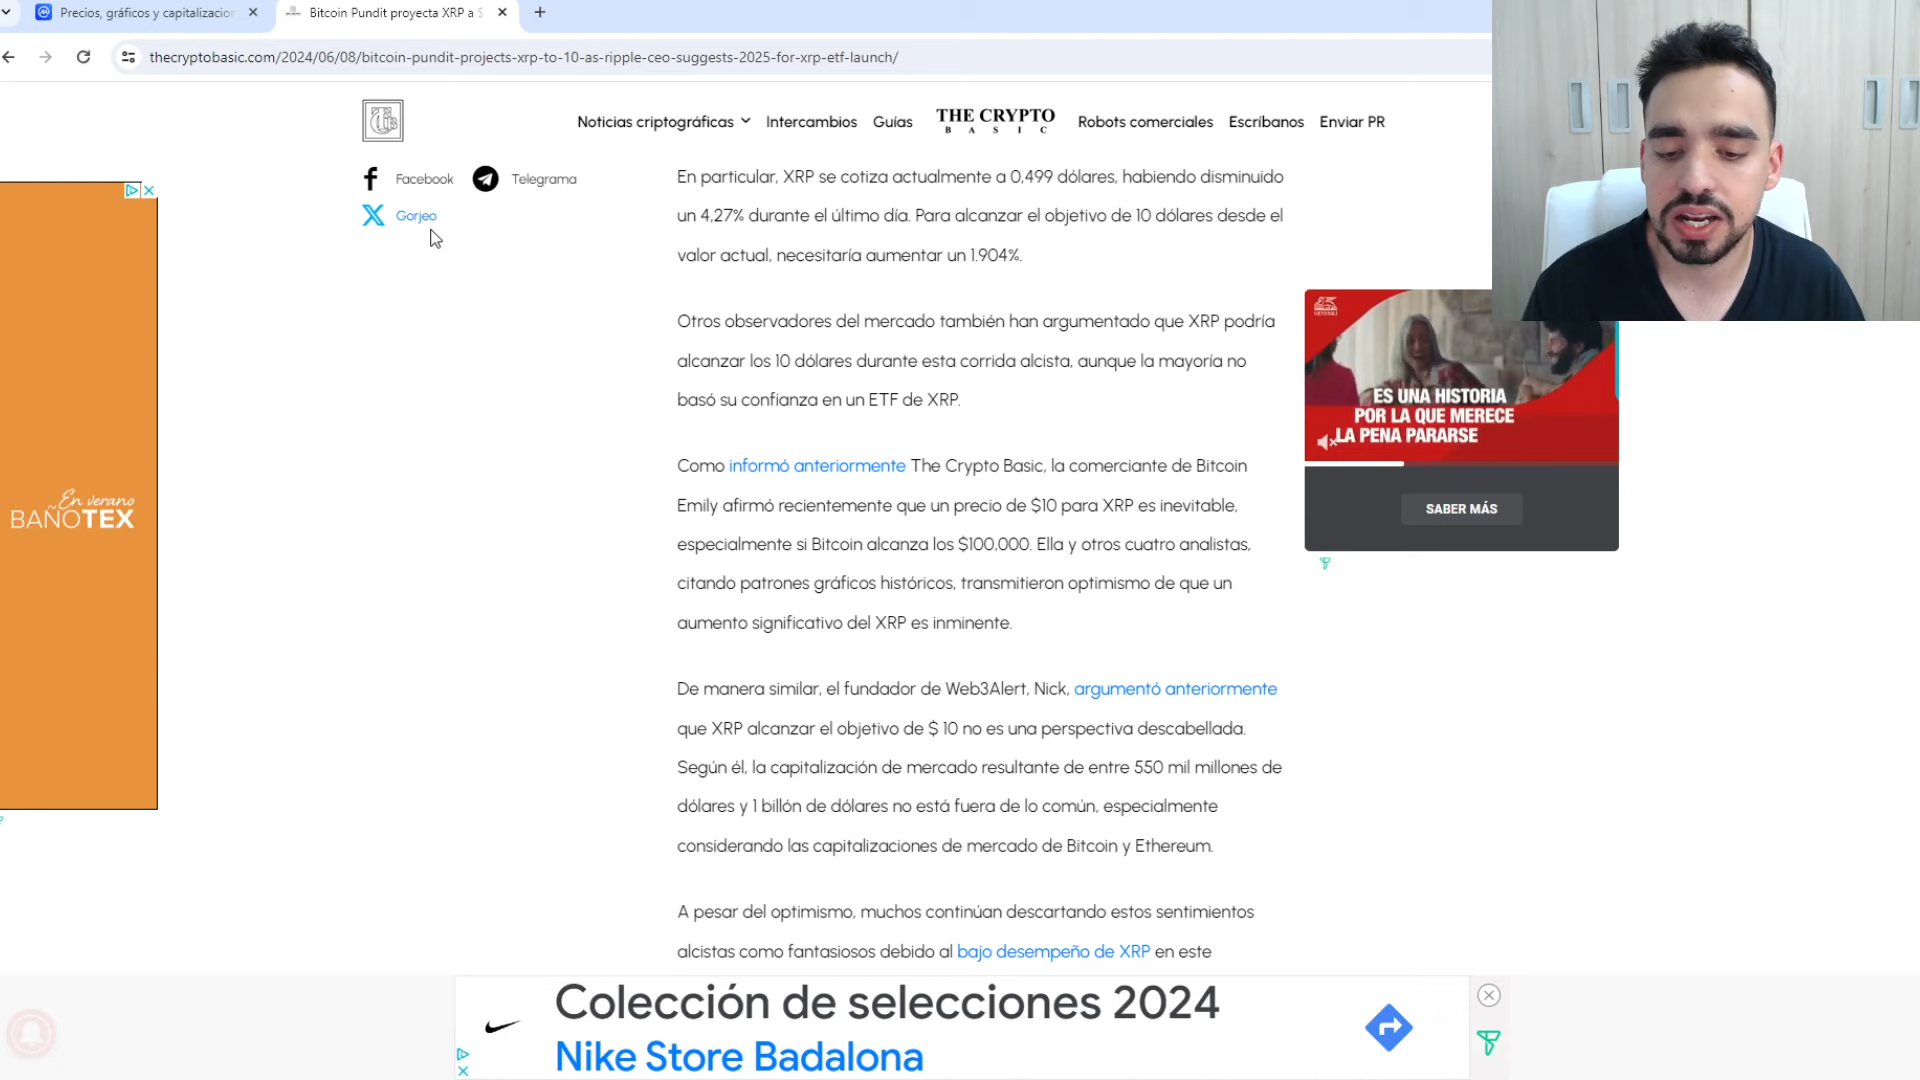 Precios, gráficos y capitalizacion
Bitcoin Pundit proyecta XRP a $
thecryptobasic.com/2024/06/08/bitcoin-pundit-projects-xrp-to-10-as-ripple-ceo-suggests-2025-for-xrp-etf-launch/
Noticias criptográficas Intercambios Guías THE CRYPTO BASIC Robots comerciales Escríbanos Enviar PR
Facebook Telegrama
Gorjeo
En particular, XRP se cotiza actualmente a 0,499 dólares, habiendo disminuido
un 4,27% durante el último día. Para alcanzar el objetivo de 10 dólares desde el
valor actual, necesitaría aumentar un 1.904%.
Otros observadores del mercado también han argumentado que XRP podría
alcanzar los 10 dólares durante esta corrida alcista, aunque la mayoría no
basó su confianza en un ETF de XRP.
Como informó anteriormente The Crypto Basic, la comerciante de Bitcoin
Emily afirmó recientemente que un precio de $10 para XRP es inevitable,
especialmente si Bitcoin alcanza los $100,000. Ella y otros cuatro analistas,
citando patrones gráficos históricos, transmitieron optimismo de que un
aumento significativo del XRP es inminente.
De manera similar, el fundador de Web3Alert, Nick, argumentó anteriormente
que XRP alcanzar el objetivo de $ 10 no es una perspectiva descabellada.
Según él, la capitalización de mercado resultante de entre 550 mil millones de
dólares y 1 billón de dólares no está fuera de lo común, especialmente
considerando las capitalizaciones de mercado de Bitcoin y Ethereum.
A pesar del optimismo, muchos continúan descartando estos sentimientos
alcistas como fantasiosos debido al bajo desempeño de XRP en este
En verano
BAÑOTEX
GENERALI
ES UNA HISTORIA
POR LA QUE MERECE
LA PENA PARARSE
SABER MÁS
Colección de selecciones 2024
Nike Store Badalona